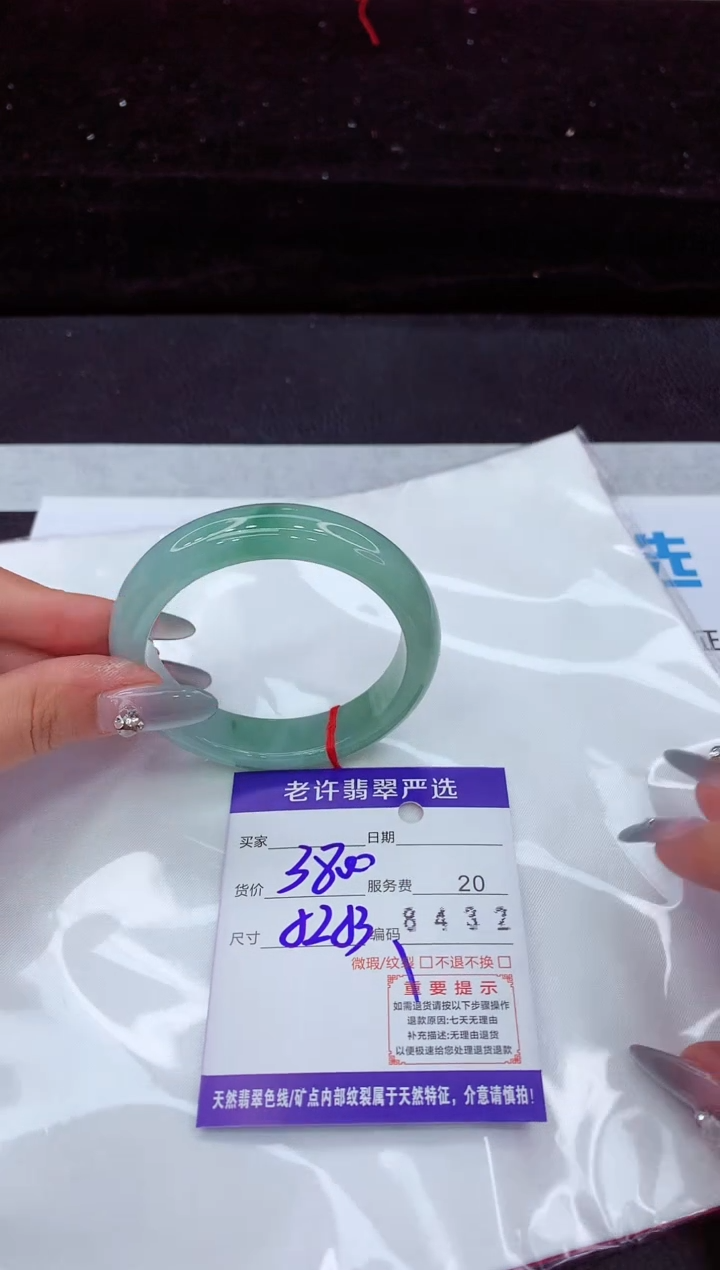 选
证
老许翡翠严选
买家 日期
货价 3800 服务费 20
尺寸 编码 8432
微瑕/纹裂 □ 不退不换 □
重要提示
如需退货请按以下步骤操作
退款原因:七天无理由
补充描述:无理由退货
以便极速给您处理退货退款
天然翡翠色线/矿点内部纹裂属于天然特征，介意请慎拍!